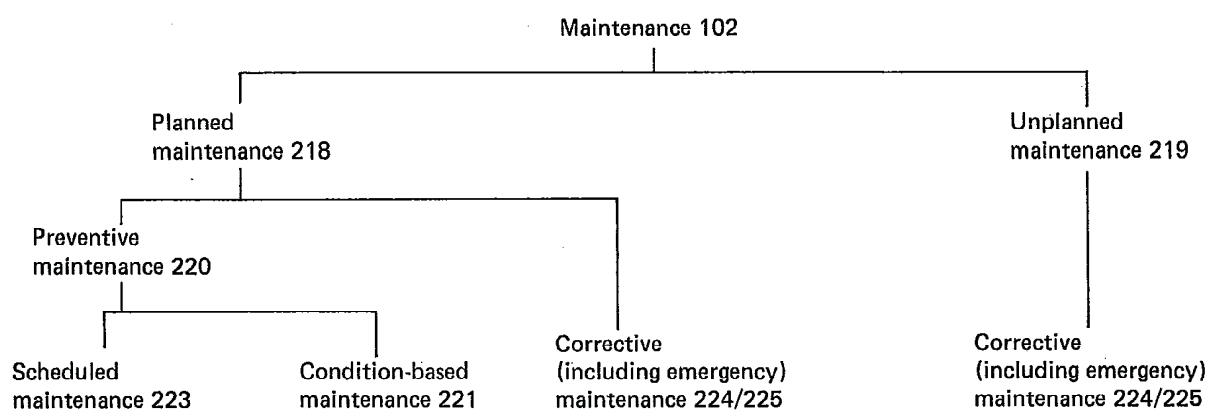 Maintenance 102
Planned
maintenance 218
Unplanned
maintenance 219
Preventive
maintenance 220
Scheduled
maintenance 223
Condition-based
maintenance 221
Corrective
(including emergency)
maintenance 224/225
Corrective
(including emergency)
maintenance 224/225